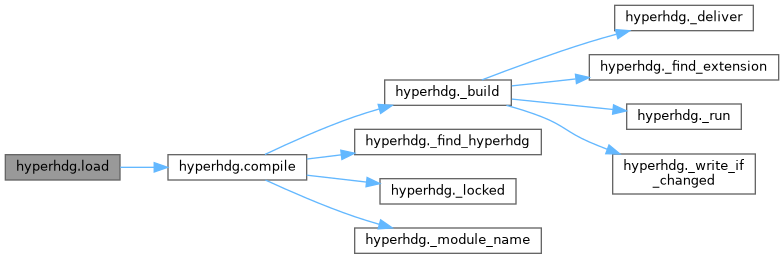 hyperhdg.load
hyperhdg.compile
hyperhdg._build
hyperhdg._find_hyperhdg
hyperhdg._locked
hyperhdg._module_name
hyperhdg._deliver
hyperhdg._find_extension
hyperhdg._run
hyperhdg._write_if
_changed